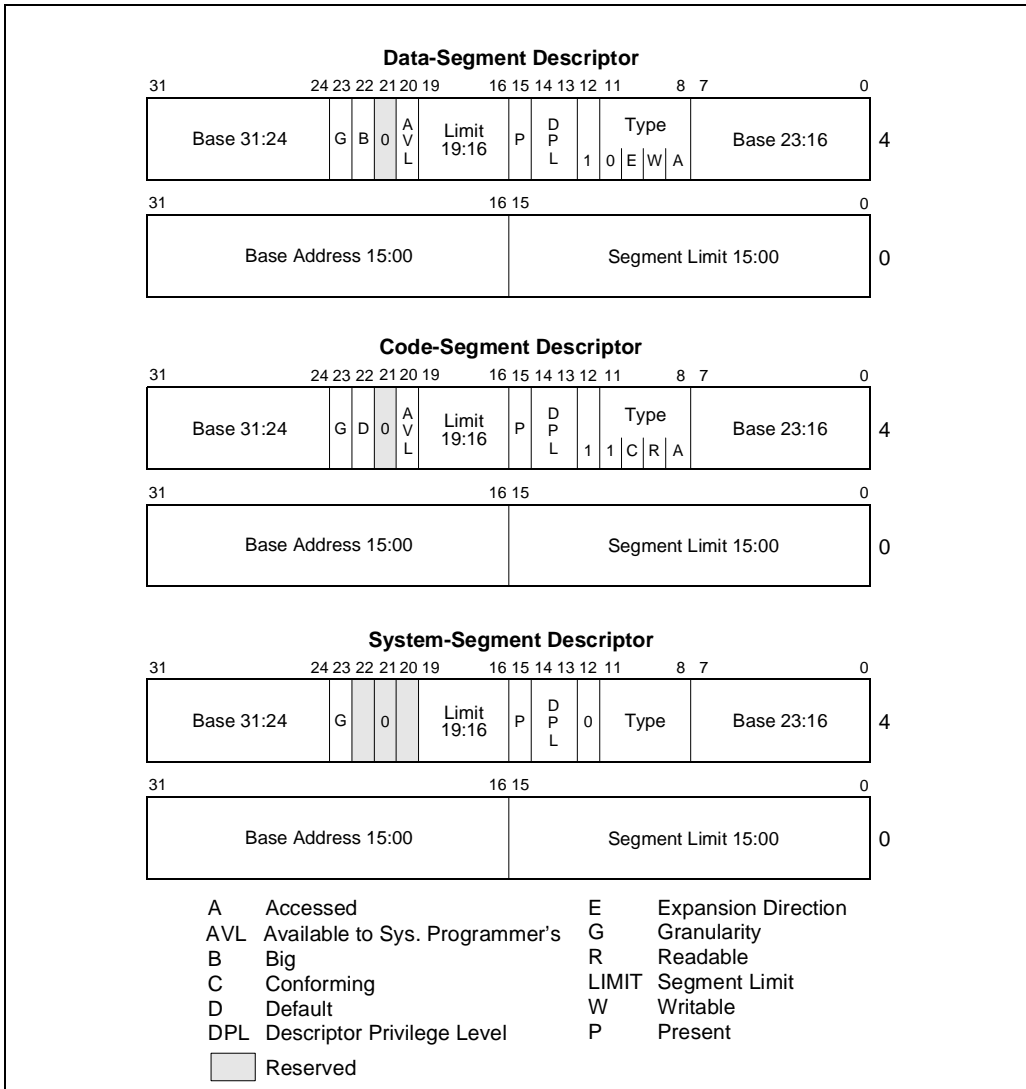 Data-Segment Descriptor
31 24 23 22 21 20 19 16 15 14 13 12 11 8 7 0
Base 31:24 G B 0 AVL Limit 19:16 P DPL 1 Type 0 E W A Base 23:16 4
31 16 15 0
Base Address 15:00 Segment Limit 15:00 0
Code-Segment Descriptor
31 24 23 22 21 20 19 16 15 14 13 12 11 8 7 0
Base 31:24 G D 0 AVL Limit 19:16 P DPL 1 Type 1 C R A Base 23:16 4
31 16 15 0
Base Address 15:00 Segment Limit 15:00 0
System-Segment Descriptor
31 24 23 22 21 20 19 16 15 14 13 12 11 8 7 0
Base 31:24 G 0 Limit 19:16 P DPL 0 Type Base 23:16 4
31 16 15 0
Base Address 15:00 Segment Limit 15:00 0
A Accessed E Expansion Direction
AVL Available to Sys. Programmer's G Granularity
B Big R Readable
C Conforming LIMIT Segment Limit
D Default W Writable
DPL Descriptor Privilege Level P Present
Reserved